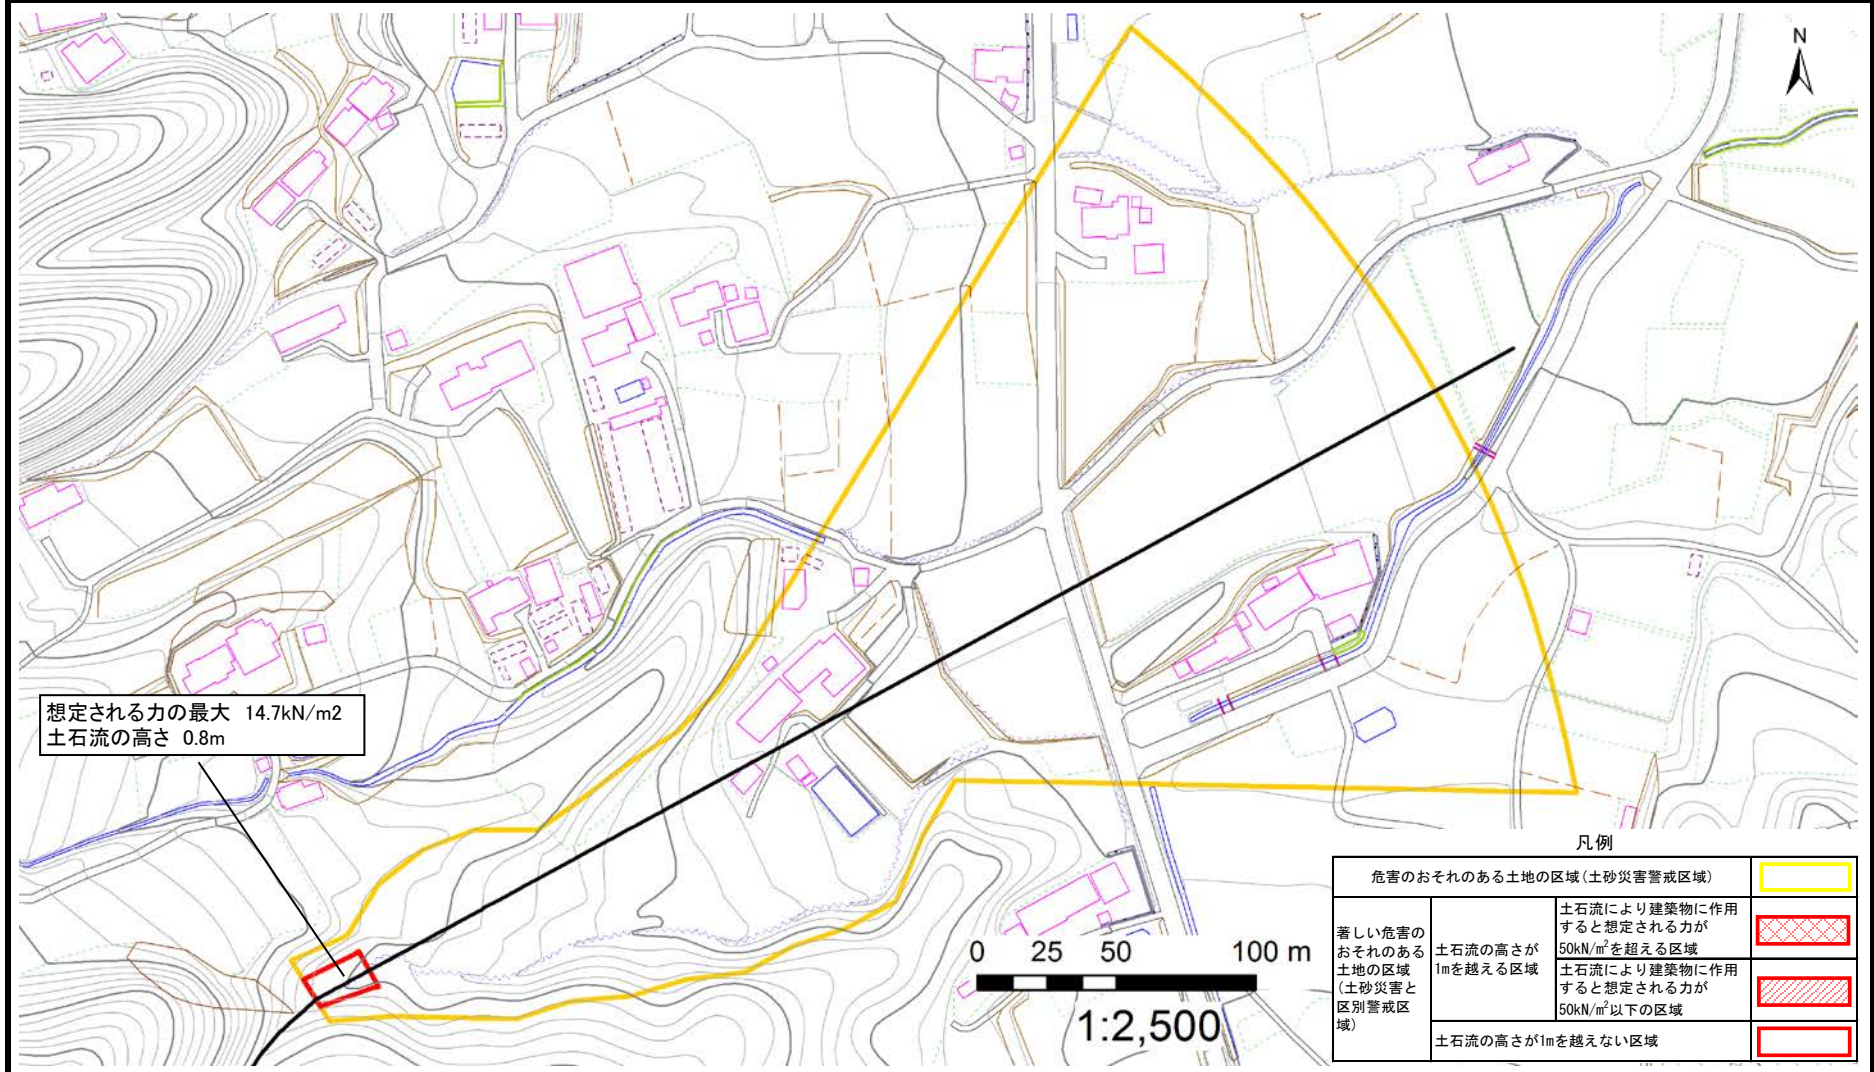 N
想定される力の最大 14.7kN/m2
土石流の高さ 0.8m
0 25 50 100 m
1:2,500
凡例
危害のおそれのある土地の区域(土砂災害警戒区域)
著しい危害の
おそれのある
土地の区域
(土砂災害と
区別警戒区
域)
土石流の高さが
1mを越える区域
土石流により建築物に作用
すると想定される力が
50kN/㎡を超える区域
土石流により建築物に作用
すると想定される力が
50kN/㎡以下の区域
土石流の高さが1mを越えない区域